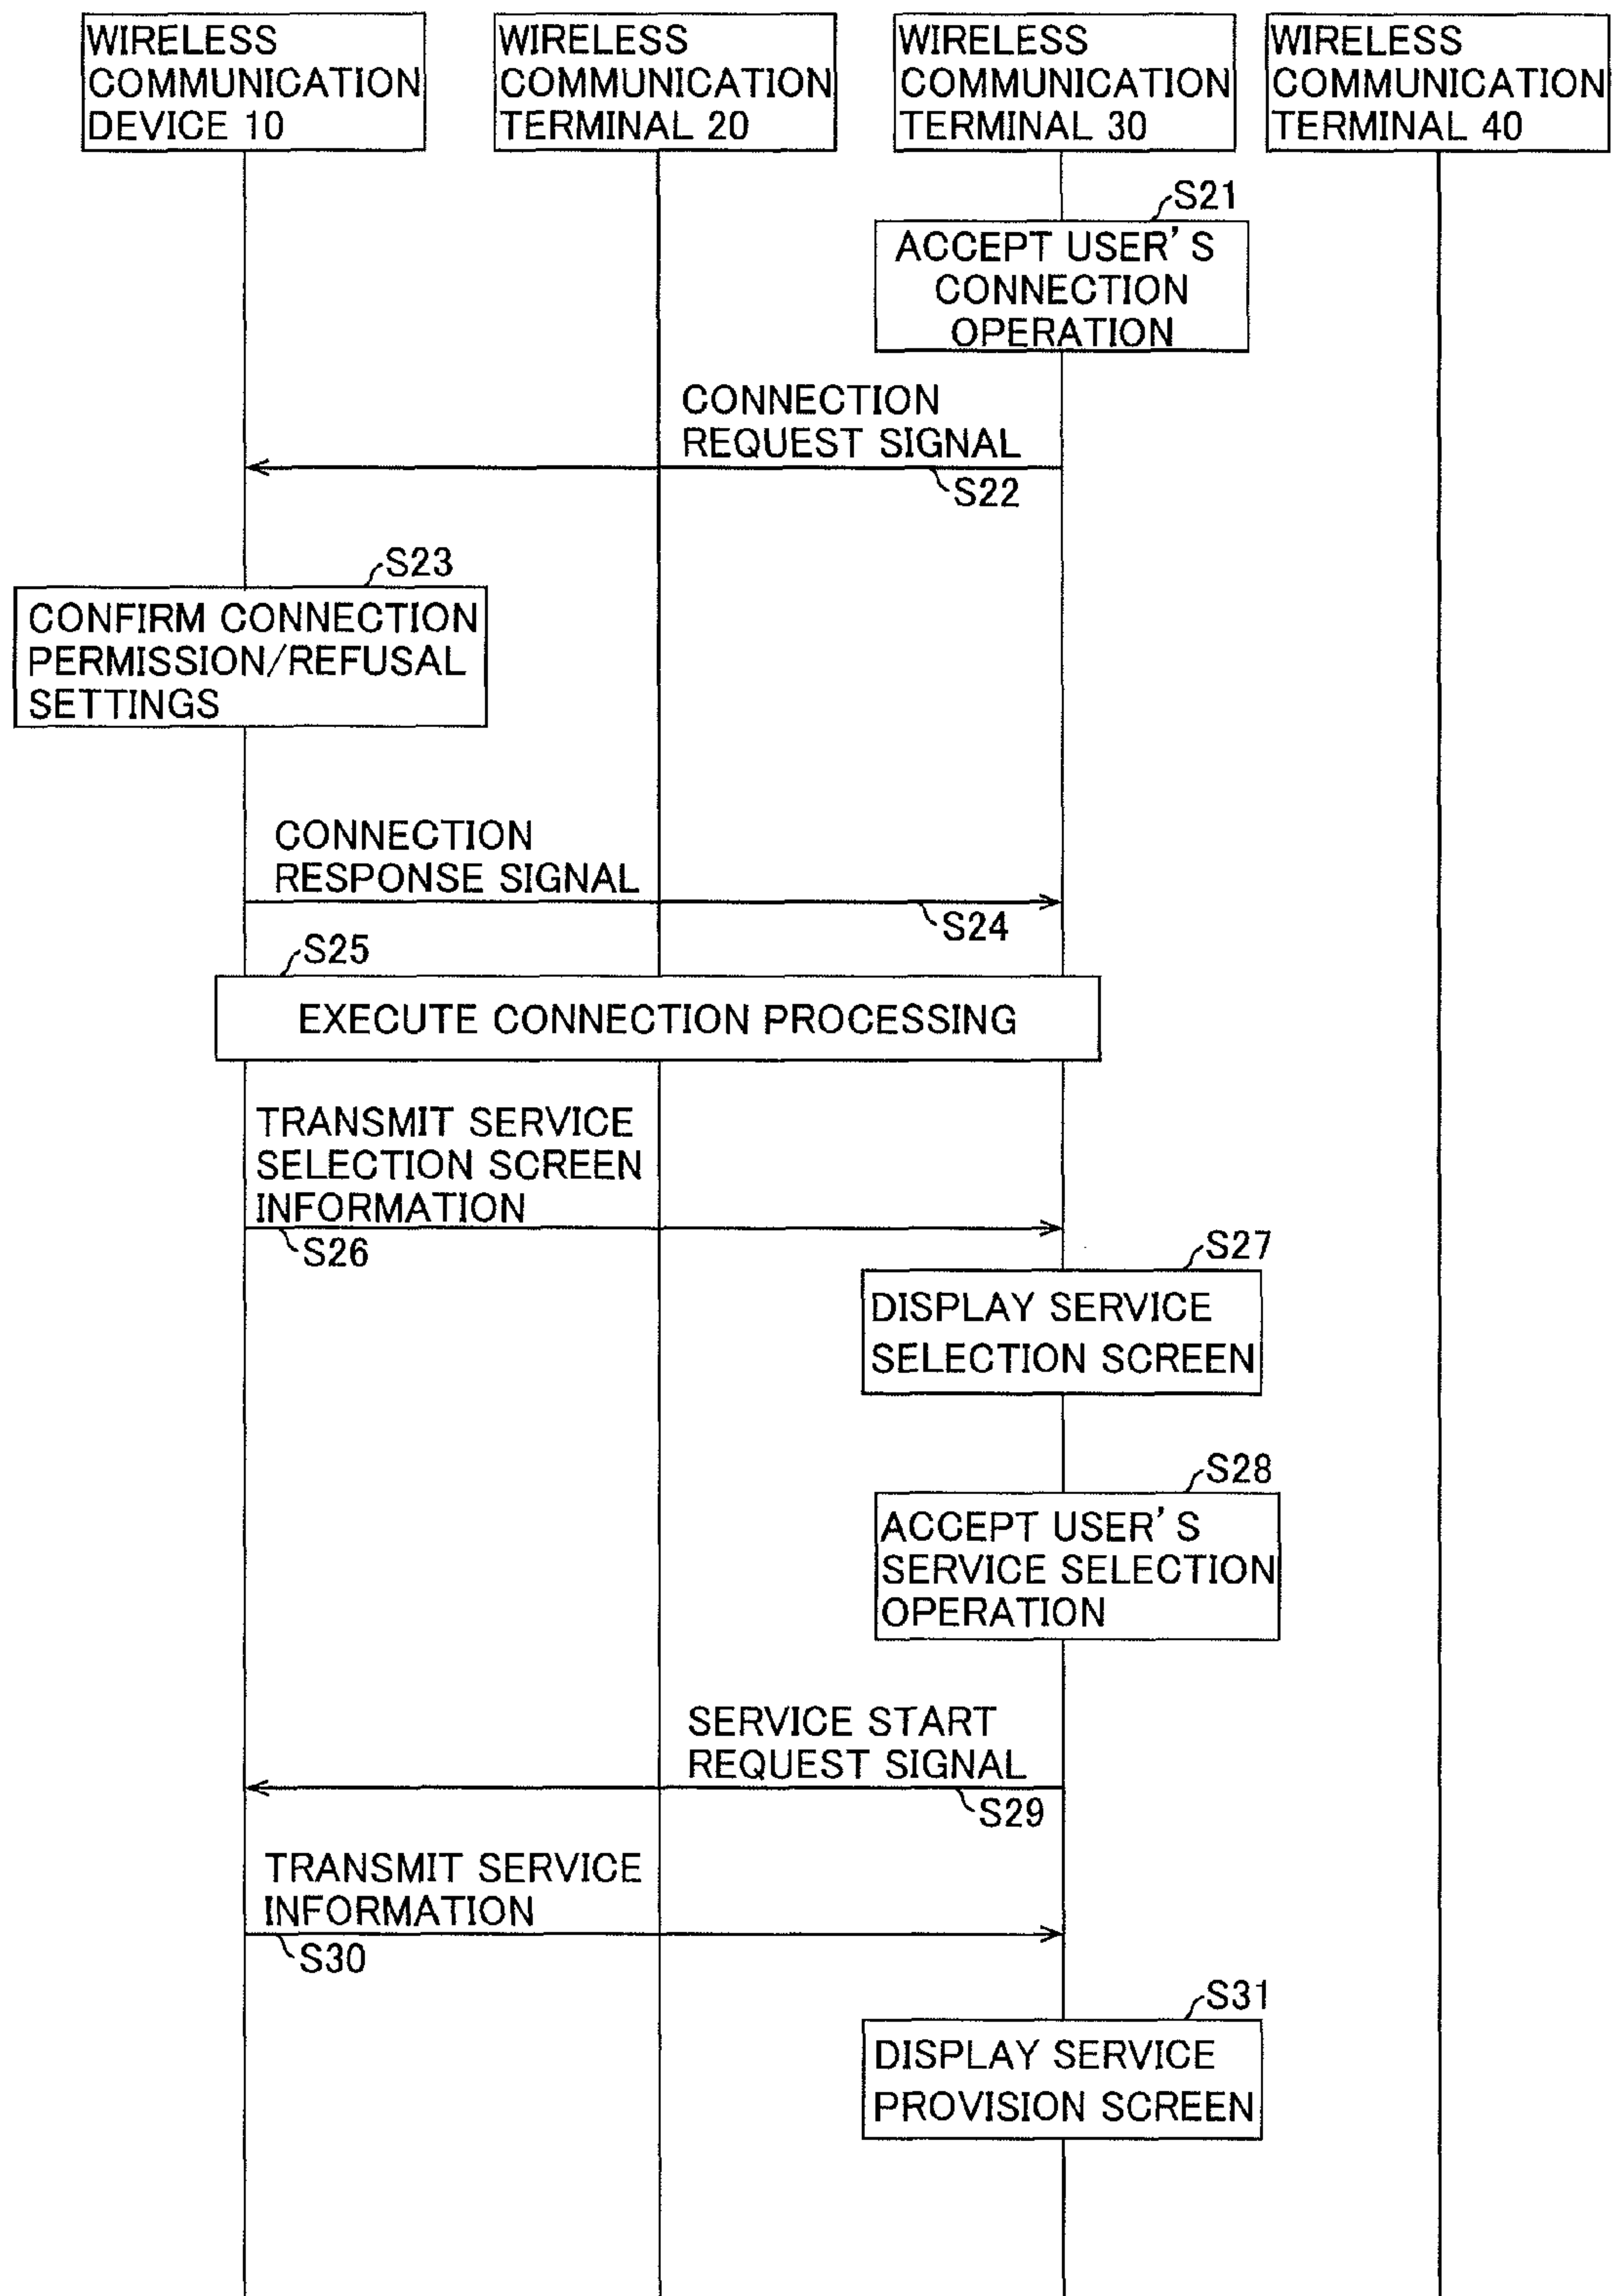 WIRELESS
COMMUNICATION
DEVICE 10
WIRELESS
COMMUNICATION
TERMINAL 20
WIRELESS
COMMUNICATION
TERMINAL 30
WIRELESS
COMMUNICATION
TERMINAL 40
S21
ACCEPT USER'S
CONNECTION
OPERATION
CONNECTION
REQUEST SIGNAL
S22
S23
CONFIRM CONNECTION
PERMISSION/REFUSAL
SETTINGS
CONNECTION
RESPONSE SIGNAL
S24
S25
EXECUTE CONNECTION PROCESSING
TRANSMIT SERVICE
SELECTION SCREEN
INFORMATION
S26
S27
DISPLAY SERVICE
SELECTION SCREEN
S28
ACCEPT USER'S
SERVICE SELECTION
OPERATION
SERVICE START
REQUEST SIGNAL
S29
TRANSMIT SERVICE
INFORMATION
S30
S31
DISPLAY SERVICE
PROVISION SCREEN